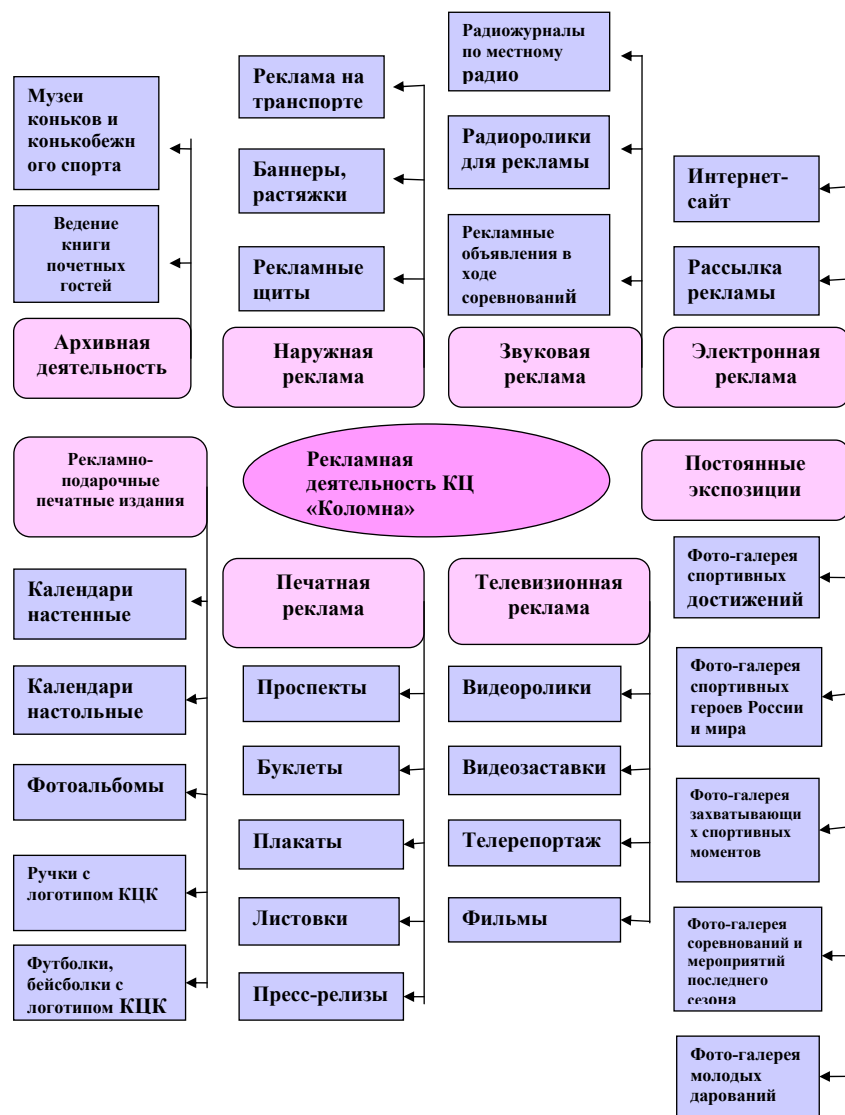 Музеи
коньков и
конькобежн
ого спорта
Ведение
книги
почетных
гостей
Архивная
деятельность
Реклама на
транспорте
Баннеры,
растяжки
Рекламные
щиты
Наружная
реклама
Радиожурналы
по местному
радио
Радиоролики
для рекламы
Рекламные
объявления в
ходе
соревнований
Звуковая
реклама
Интернет-
сайт
Рассылка
рекламы
Электронная
реклама
Рекламно-
подарочные
печатные издания
Рекламная
деятельность КЦ
«Коломна»
Постоянные
экспозиции
Календари
настенные
Календари
настольные
Фотоальбомы
Ручки с
логотипом КЦК
Футболки,
бейсболки с
логотипом КЦК
Печатная
реклама
Проспекты
Буклеты
Плакаты
Листовки
Пресс-релизы
Телевизионная
реклама
Видеоролики
Видеозаставки
Телерепортаж
Фильмы
Фото-галерея
спортивных
достижений
Фото-галерея
спортивных
героев России
и мира
Фото-галерея
захватывающи
х спортивных
моментов
Фото-галерея
соревнований и
мероприятий
последнего
сезона
Фото-галерея
молодых
дарований